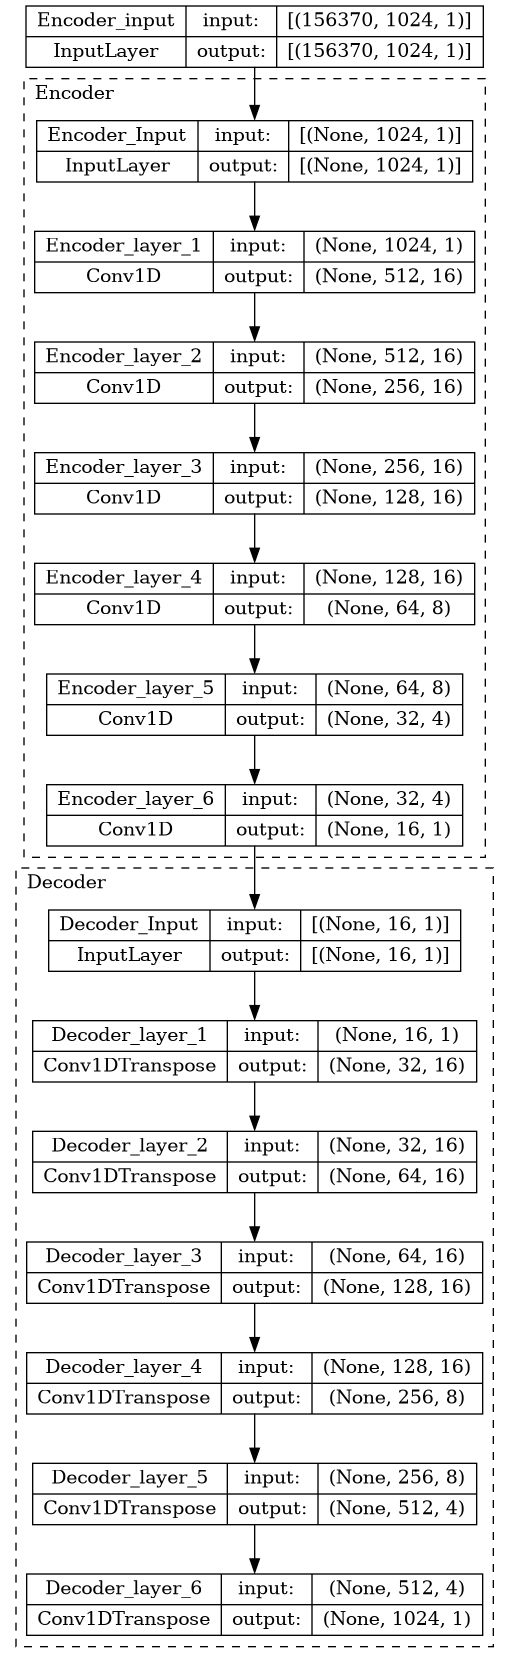 Encoder_input input: [(156370, 1024, 1)]
InputLayer output: [(156370, 1024, 1)]
Encoder
Encoder_Input input: [(None, 1024, 1)]
InputLayer output: [(None, 1024, 1)]
Encoder_layer_1 input: (None, 1024, 1)
Conv1D output: (None, 512, 16)
Encoder_layer_2 input: (None, 512, 16)
Conv1D output: (None, 256, 16)
Encoder_layer_3 input: (None, 256, 16)
Conv1D output: (None, 128, 16)
Encoder_layer_4 input: (None, 128, 16)
Conv1D output: (None, 64, 8)
Encoder_layer_5 input: (None, 64, 8)
Conv1D output: (None, 32, 4)
Encoder_layer_6 input: (None, 32, 4)
Conv1D output: (None, 16, 1)
Decoder
Decoder_Input input: [(None, 16, 1)]
InputLayer output: [(None, 16, 1)]
Decoder_layer_1 input: (None, 16, 1)
Conv1DTranspose output: (None, 32, 16)
Decoder_layer_2 input: (None, 32, 16)
Conv1DTranspose output: (None, 64, 16)
Decoder_layer_3 input: (None, 64, 16)
Conv1DTranspose output: (None, 128, 16)
Decoder_layer_4 input: (None, 128, 16)
Conv1DTranspose output: (None, 256, 8)
Decoder_layer_5 input: (None, 256, 8)
Conv1DTranspose output: (None, 512, 4)
Decoder_layer_6 input: (None, 512, 4)
Conv1DTranspose output: (None, 1024, 1)